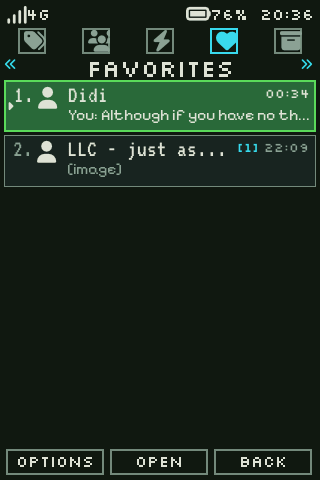 4G 76% 20:36
« FAVORITES »
1. Didi 00:34
You: Although if you have no th...
2. LLC - just as... [1] 22:09
(image)
OPTIONS OPEN BACK